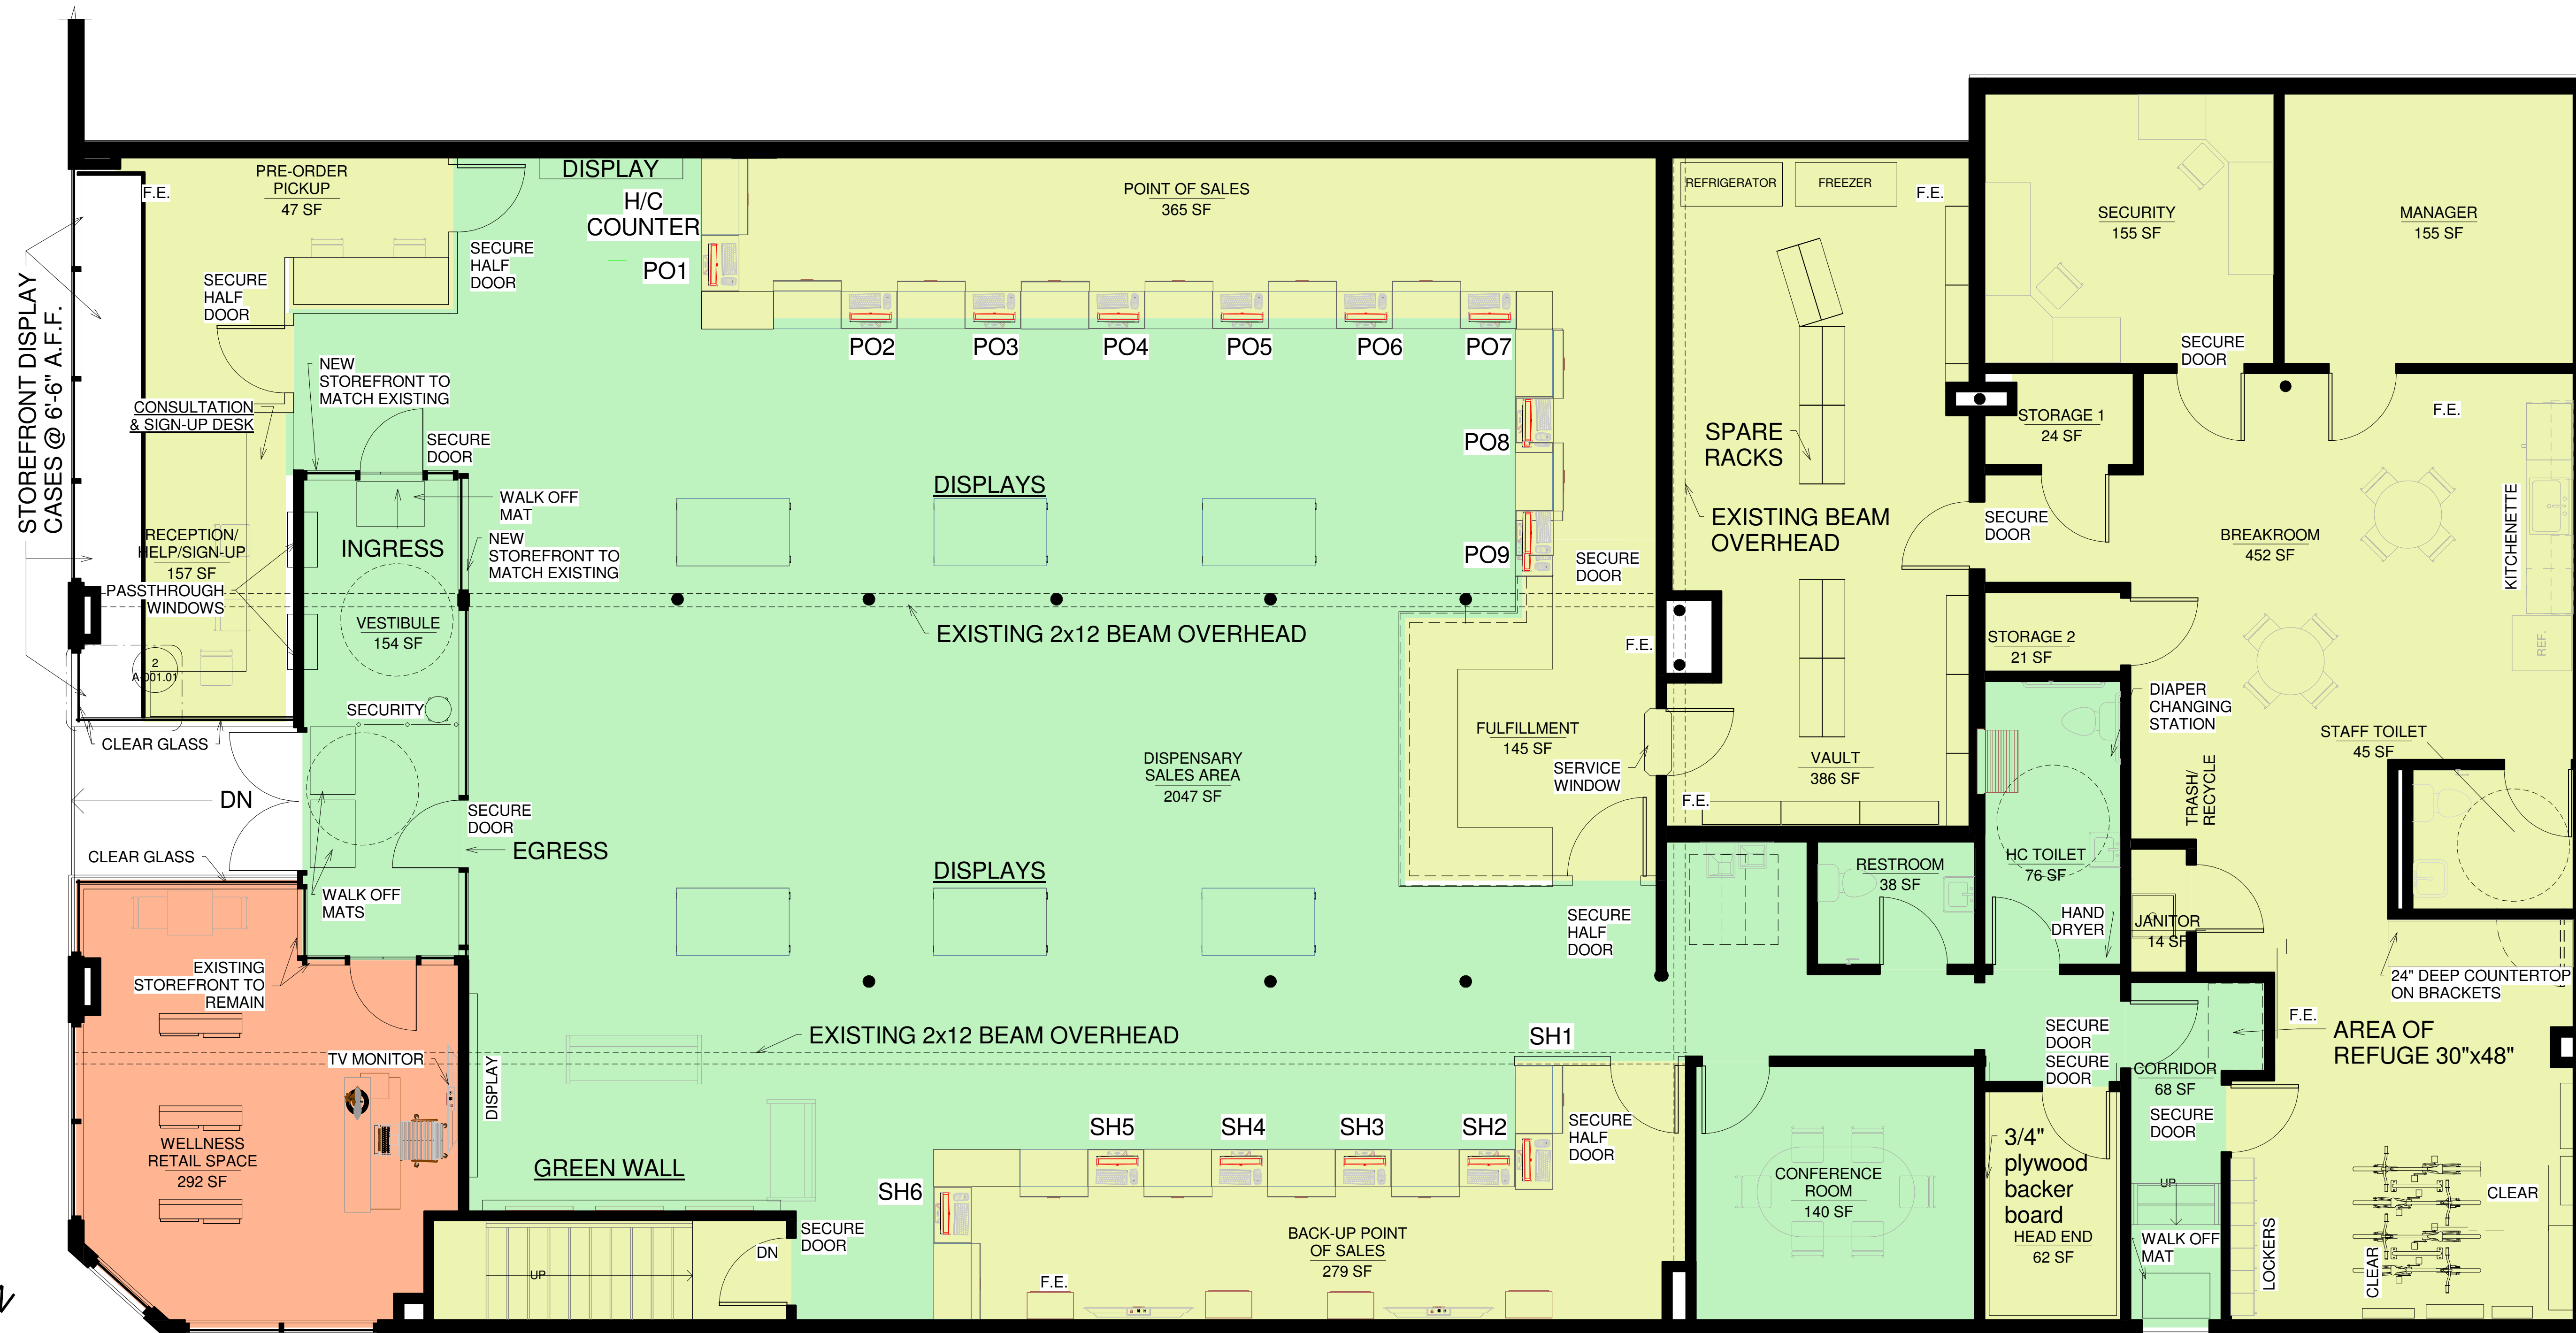 STOREFRONT DISPLAY
CASES @ 6'-6" A.F.F.
F.E.
PRE-ORDER
PICKUP
47 SF
SECURE
HALF
DOOR
SECURE
HALF
DOOR
DISPLAY
H/C
COUNTER
PO1
POINT OF SALES
365 SF
PO2
PO3
PO4
PO5
PO6
PO7
PO8
PO9
REFRIGERATOR
FREEZER
F.E.
SECURITY
155 SF
MANAGER
155 SF
SECURE
DOOR
NEW
STOREFRONT TO
MATCH EXISTING
CONSULTATION
& SIGN-UP DESK
SECURE
DOOR
WALK OFF
MAT
INGRESS
NEW
STOREFRONT TO
MATCH EXISTING
RECEPTION/
HELP/SIGN-UP
157 SF
PASSTHROUGH
WINDOWS
VESTIBULE
154 SF
2
A-001.01
SECURITY
CLEAR GLASS
DN
CLEAR GLASS
WALK OFF
MATS
SECURE
DOOR
EGRESS
DISPLAYS
EXISTING 2x12 BEAM OVERHEAD
DISPENSARY
SALES AREA
2047 SF
DISPLAYS
SECURE
DOOR
F.E.
FULFILLMENT
145 SF
SERVICE
WINDOW
SECURE
HALF
DOOR
SPARE
RACKS
EXISTING BEAM
OVERHEAD
VAULT
386 SF
F.E.
STORAGE 1
24 SF
SECURE
DOOR
STORAGE 2
21 SF
F.E.
BREAKROOM
452 SF
KITCHENETTE
REF.
DIAPER
CHANGING
STATION
STAFF TOILET
45 SF
TRASH/
RECYCLE
RESTROOM
38 SF
HC TOILET
76 SF
HAND
DRYER
JANITOR
14 SF
24" DEEP COUNTERTOP
ON BRACKETS
F.E.
AREA OF
REFUGE 30"x48"
EXISTING
STOREFRONT TO
REMAIN
TV MONITOR
DISPLAY
WELLNESS
RETAIL SPACE
292 SF
EXISTING 2x12 BEAM OVERHEAD
GREEN WALL
UP
DN
SECURE
DOOR
SH6
SH5
SH4
SH3
SH2
SH1
SECURE
HALF
DOOR
BACK-UP POINT
OF SALES
279 SF
F.E.
CONFERENCE
ROOM
140 SF
SECURE
DOOR
SECURE
DOOR
CORRIDOR
68 SF
SECURE
DOOR
3/4"
plywood
backer
board
HEAD END
62 SF
UP
WALK OFF
MAT
LOCKERS
CLEAR
CLEAR